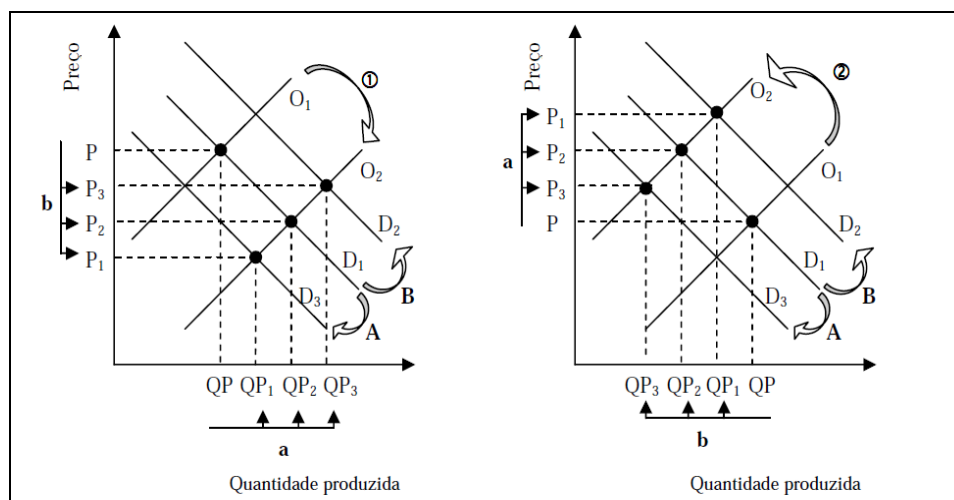 Preço
①
O₁
P
P₃
b
P₂
P₁
O₂
D₂
D₁
B
D₃
A
QP QP₁ QP₂ QP₃
a
Quantidade produzida
Preço
②
O₂
P₁
a
P₂
P₃
P
O₁
D₂
D₁
B
D₃
A
QP₃ QP₂ QP₁ QP
b
Quantidade produzida